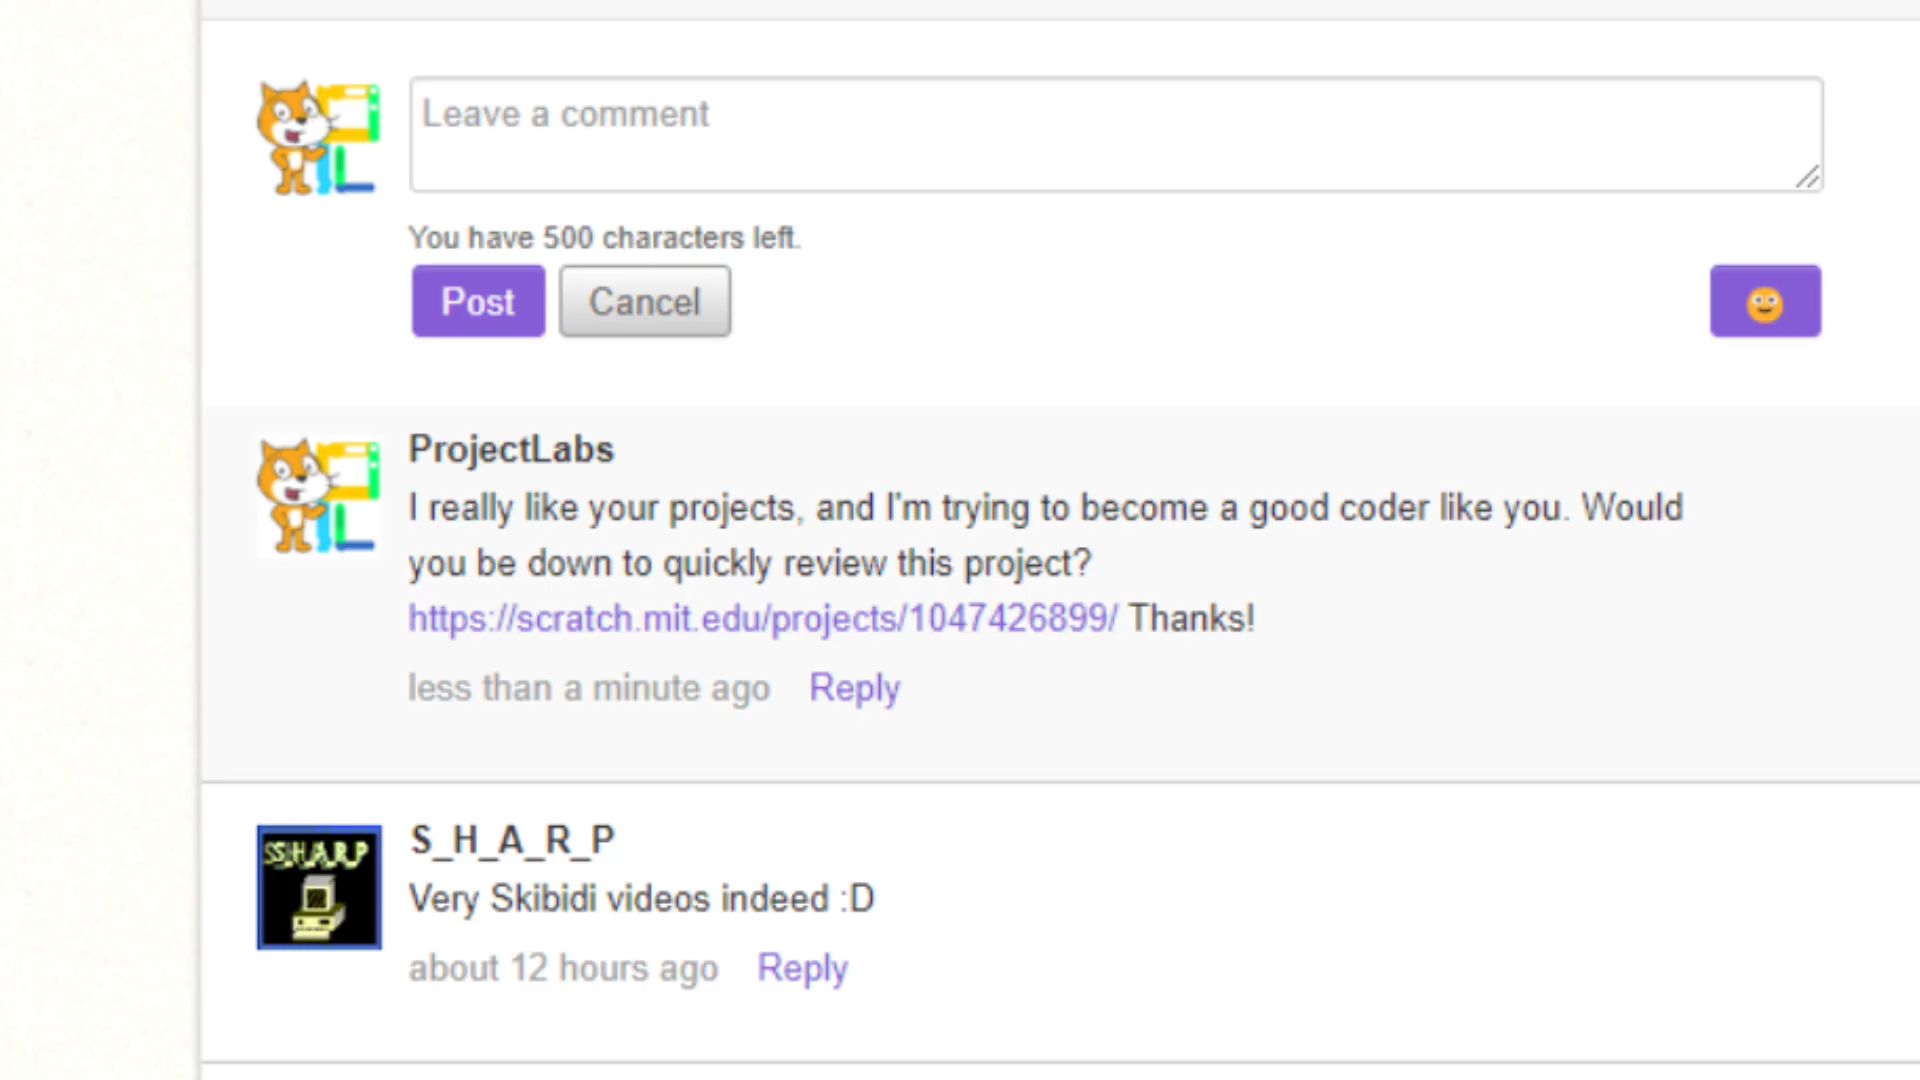 Leave a comment
You have 500 characters left.
Post Cancel
ProjectLabs
I really like your projects, and I'm trying to become a good coder like you. Would
you be down to quickly review this project?
https://scratch.mit.edu/projects/1047426899/ Thanks!
less than a minute ago Reply
S_H_A_R_P
SHARP
Very Skibidi videos indeed :D
about 12 hours ago Reply